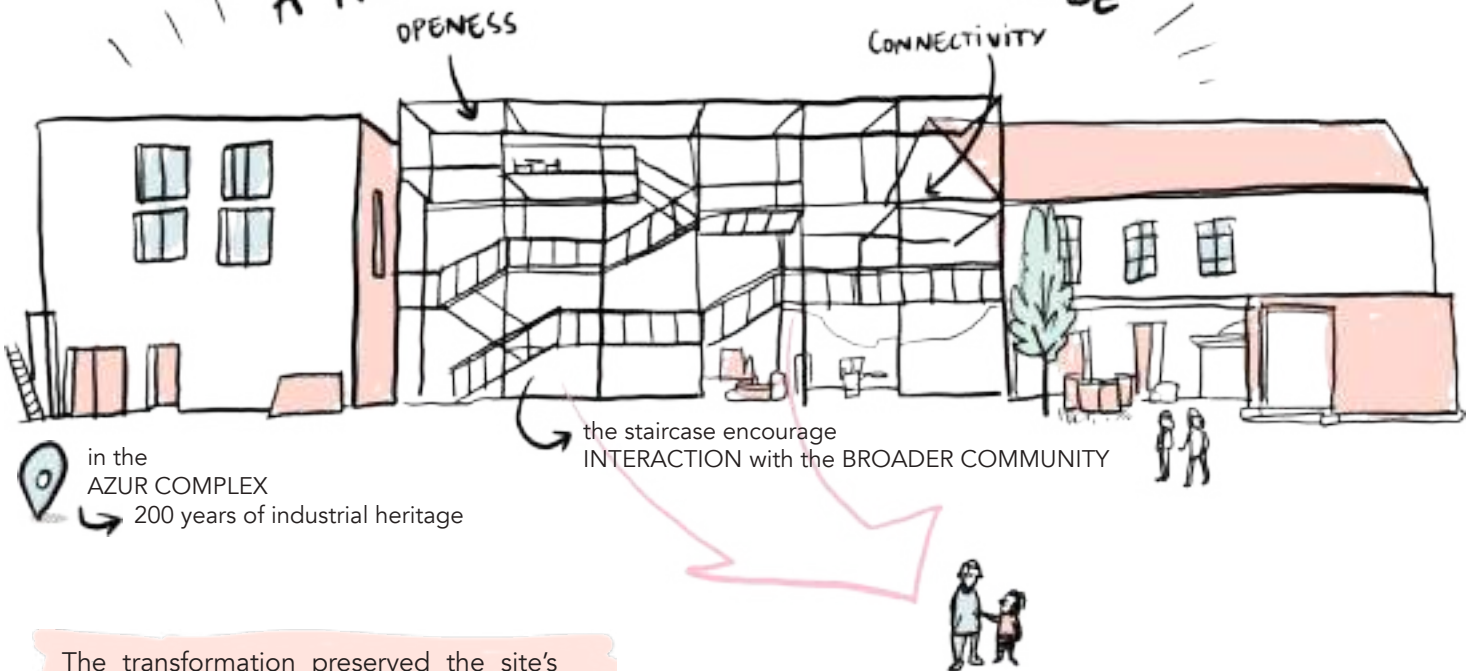 OPENESS
CONNECTIVITY
the staircase encourage
INTERACTION with the BROADER COMMUNITY
in the
AZUR COMPLEX
200 years of industrial heritage
The transformation preserved the site's